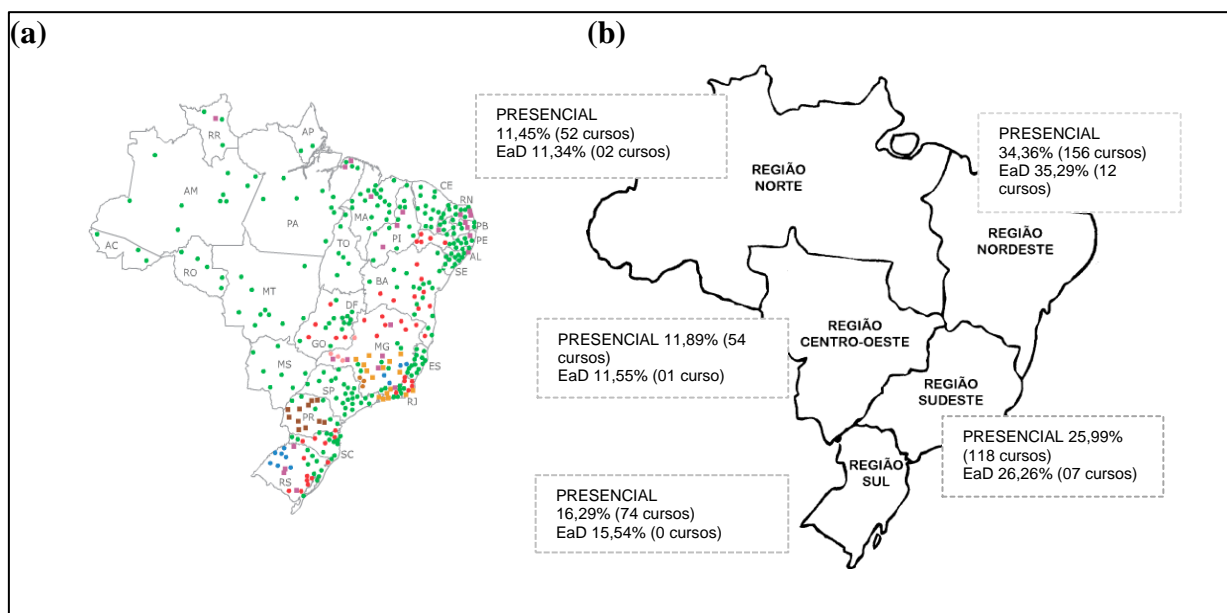 (a)
(b)
RR
AP
AM
PA
AC
RO
MT
TO
MA
PI
CE
RN
PB
PE
AL
SE
BA
DF
GO
MG
ES
MS
SP
RJ
PR
SC
RS
PRESENCIAL
11,45% (52 cursos)
EaD 11,34% (02 cursos)
REGIÃO
NORTE
PRESENCIAL
34,36% (156 cursos)
EaD 35,29% (12
cursos)
REGIÃO
NORDESTE
PRESENCIAL 11,89% (54
cursos)
EaD 11,55% (01 curso)
REGIÃO
CENTRO-OESTE
REGIÃO
SUDESTE
PRESENCIAL 25,99%
(118 cursos)
EaD 26,26% (07 cursos)
REGIÃO
SUL
PRESENCIAL
16,29% (74 cursos)
EaD 15,54% (0 cursos)